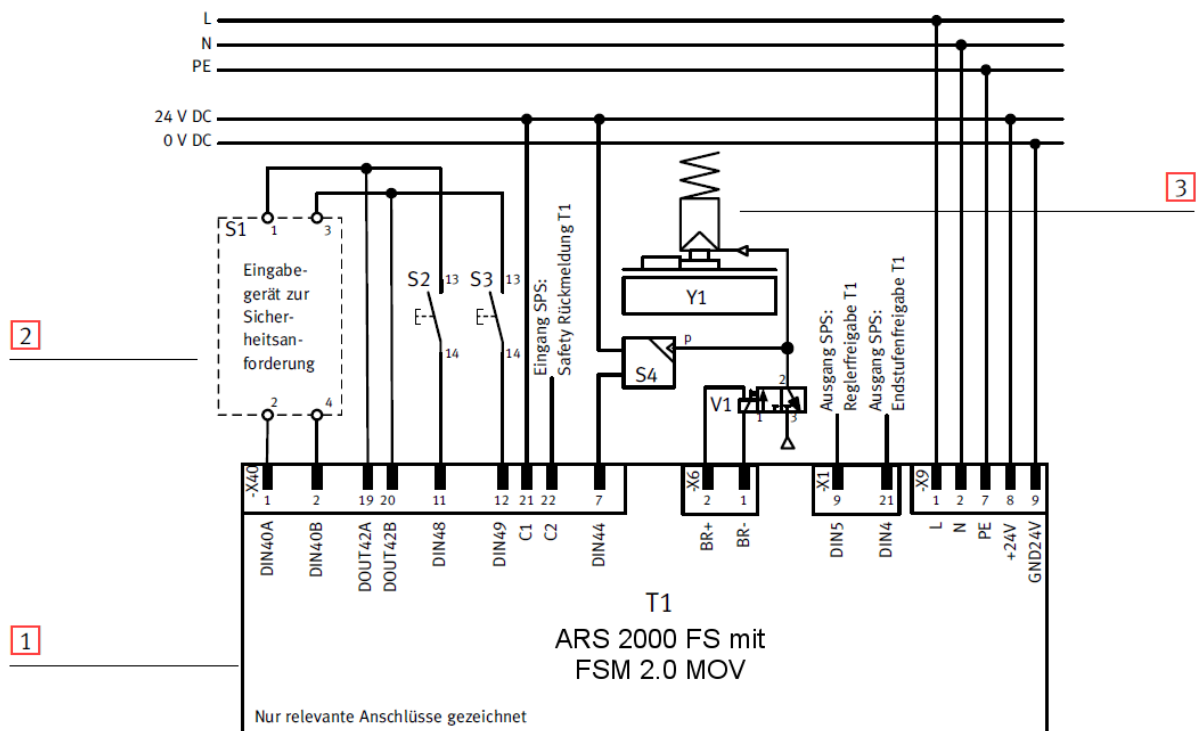 L
N
PE
24 V DC
0 V DC
3
S1
1
3
Eingabe-
gerät zur
Sicher-
heitsan-
forderung
2
4
2
S2
13
14
S3
13
14
Eingang SPS:
Safety Rückmeldung T1
Y1
S4
p
V1
2
1
3
Ausgang SPS:
Reglerfreigabe T1
Ausgang SPS:
Endstufenfreigabe T1
-X40
1
2
19
20
11
12
21
22
7
-X6
2
1
-X1
9
21
-X9
1
2
7
8
9
DIN40A
DIN40B
DOUT42A
DOUT42B
DIN48
DIN49
C1
C2
DIN44
BR+
BR-
DIN5
DIN4
L
N
PE
+24V
GND24V
1
T1
ARS 2000 FS mit
FSM 2.0 MOV
Nur relevante Anschlüsse gezeichnet